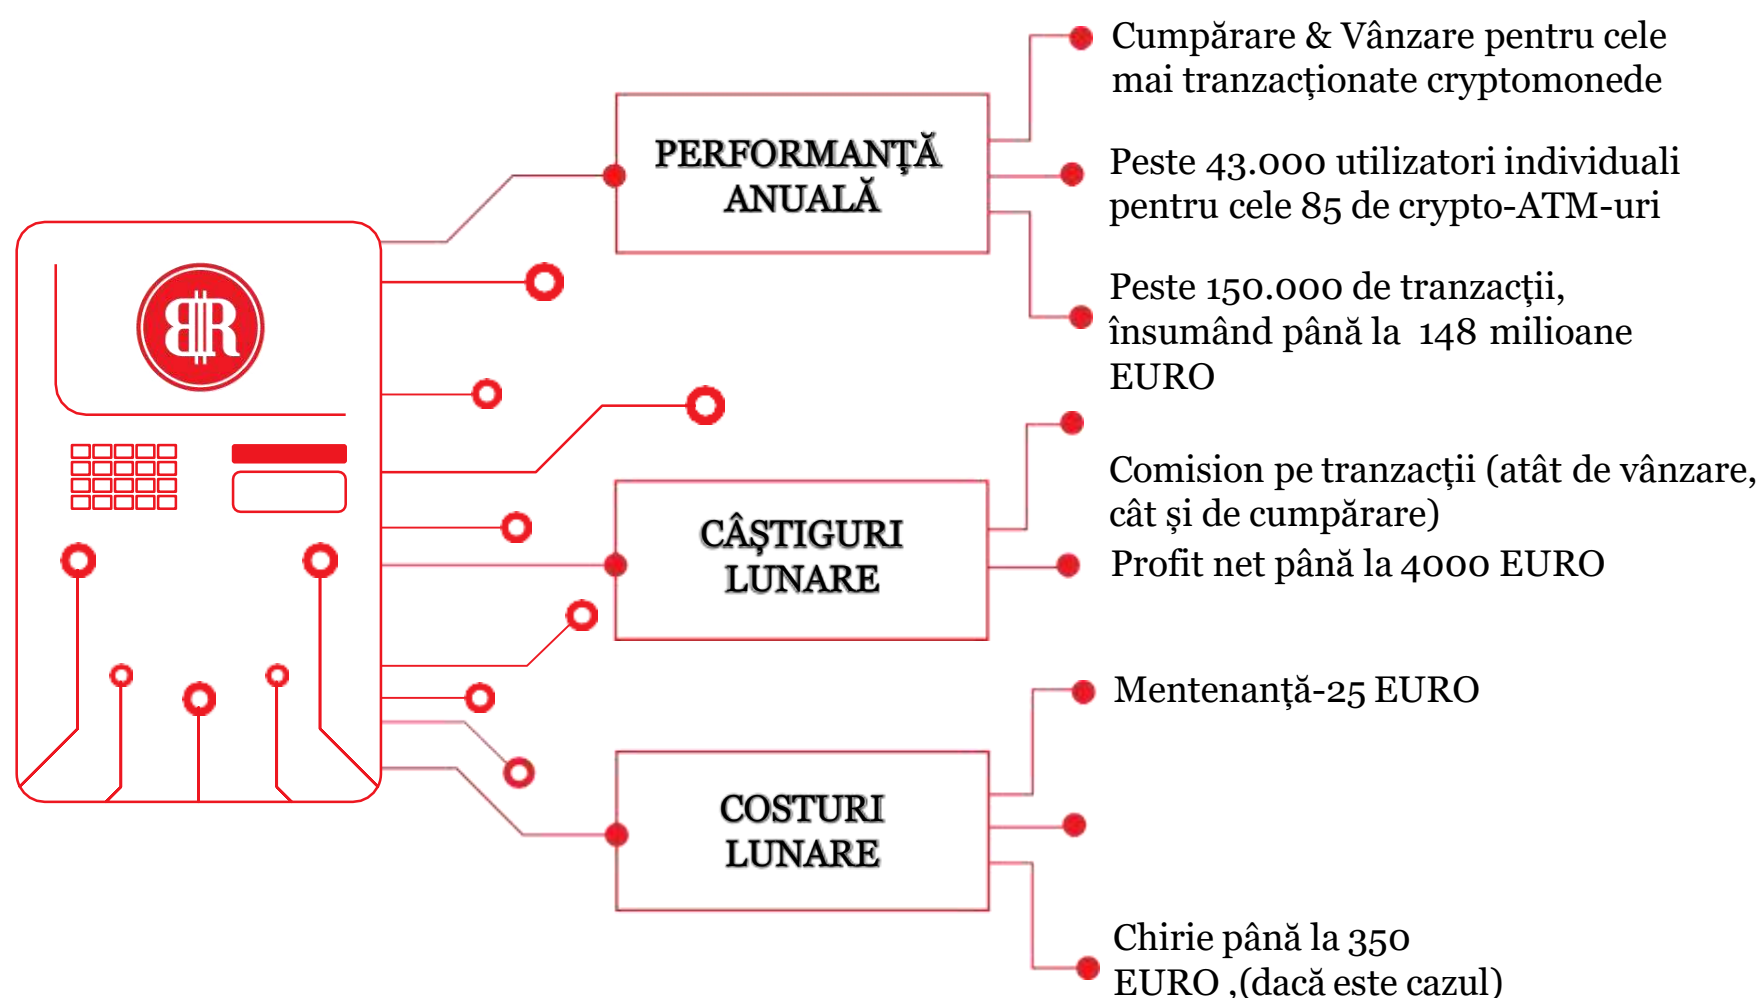 Cumpărare & Vânzare pentru cele
mai tranzacționate cryptomonede
PERFORMANȚĂ
ANUALĂ
Peste 43.000 utilizatori individuali
pentru cele 85 de crypto-ATM-uri
Peste 150.000 de tranzacții,
însumând până la 148 milioane
EURO
BR
CÂȘTIGURI
LUNARE
Comision pe tranzacții (atât de vânzare,
cât și de cumpărare)
Profit net până la 4000 EURO
COSTURI
LUNARE
Mentenanță-25 EURO
Chirie până la 350
EURO ,(dacă este cazul)